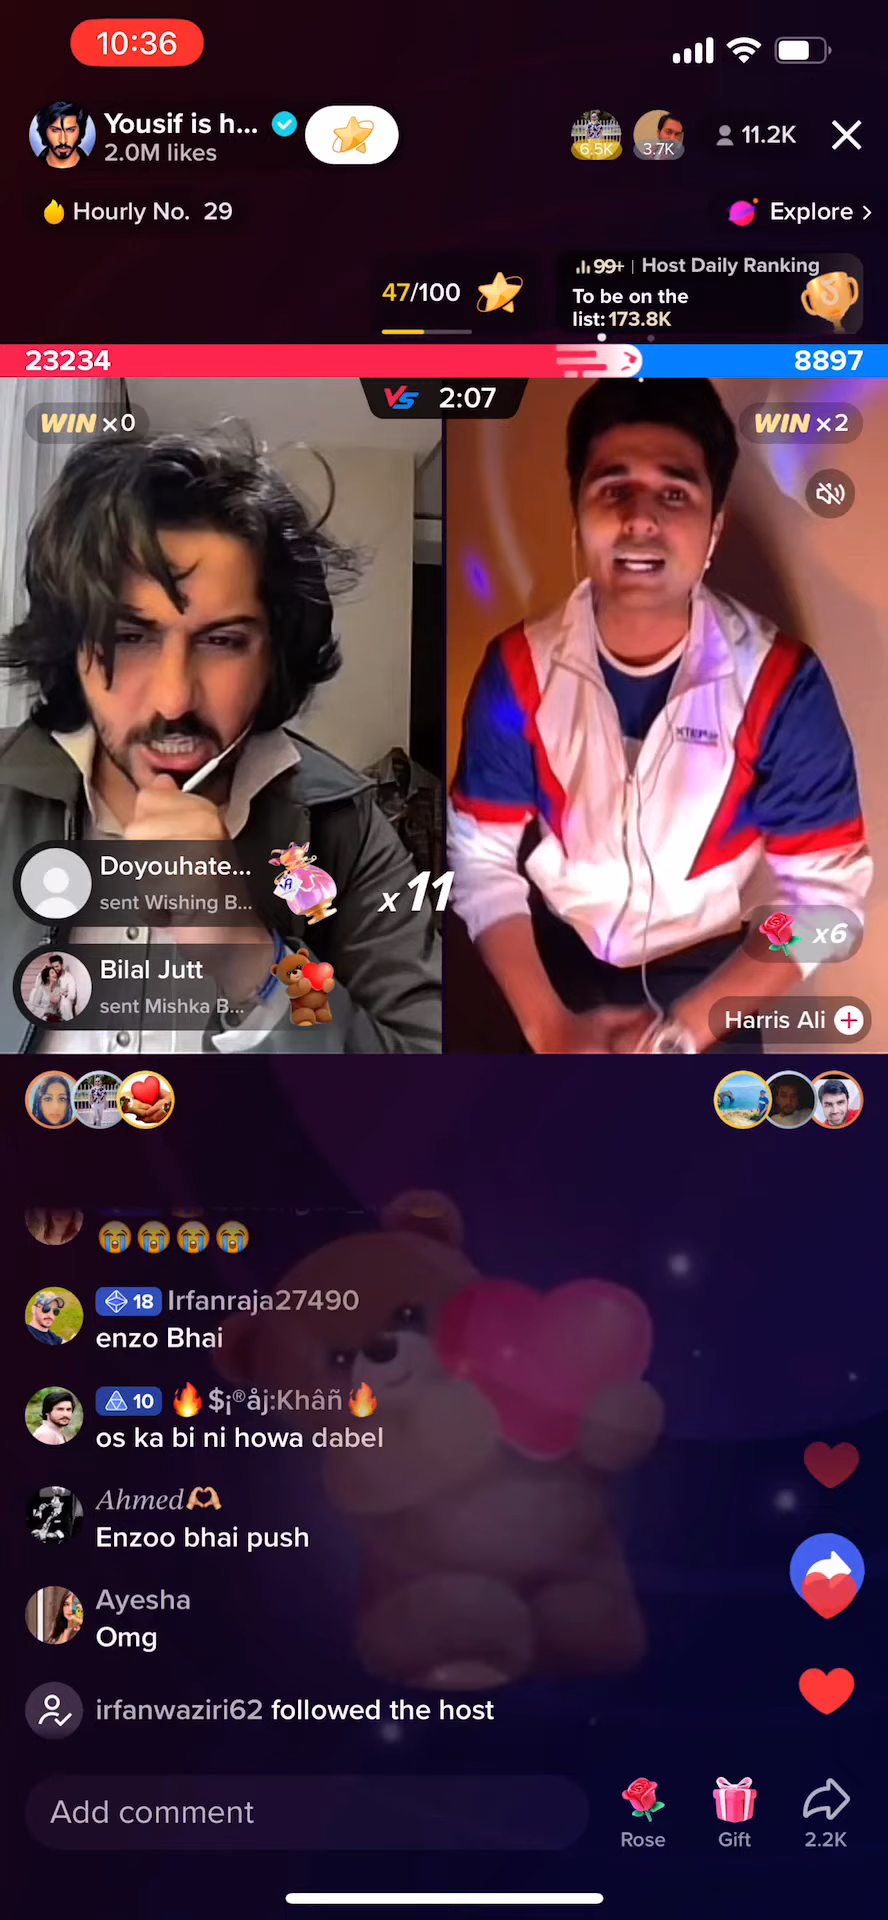 10:36
Yousif is h...
2.0M likes
6.5K
3.7K
11.2K
Hourly No. 29
Explore >
47/100
99+ | Host Daily Ranking
To be on the
list: 173.8K
23234
8897
WIN x0
VS 2:07
WIN x2
XTEP
Doyouhate...
sent Wishing B...
x11
Bilal Jutt
sent Mishka B...
x6
Harris Ali
😭😭😭😭
18 Irfanraja27490
enzo Bhai
10 🔥$¡®åj:Khâñ🔥
os ka bi ni howa dabel
Ahmed🫶🏼
Enzoo bhai push
Ayesha
Omg
irfanwaziri62 followed the host
Add comment
Rose
Gift
2.2K